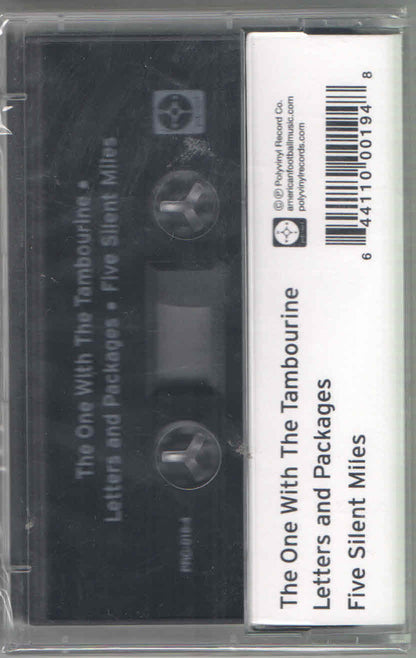 The One With The Tambourine •
Letters and Packages • Five Silent Miles
PRC-019-4
The One With The Tambourine
Letters and Packages
Five Silent Miles
© ℗ Polyvinyl Record Co.
americanfootballmusic.com
polyvinylrecords.com
6 44110 00194 8